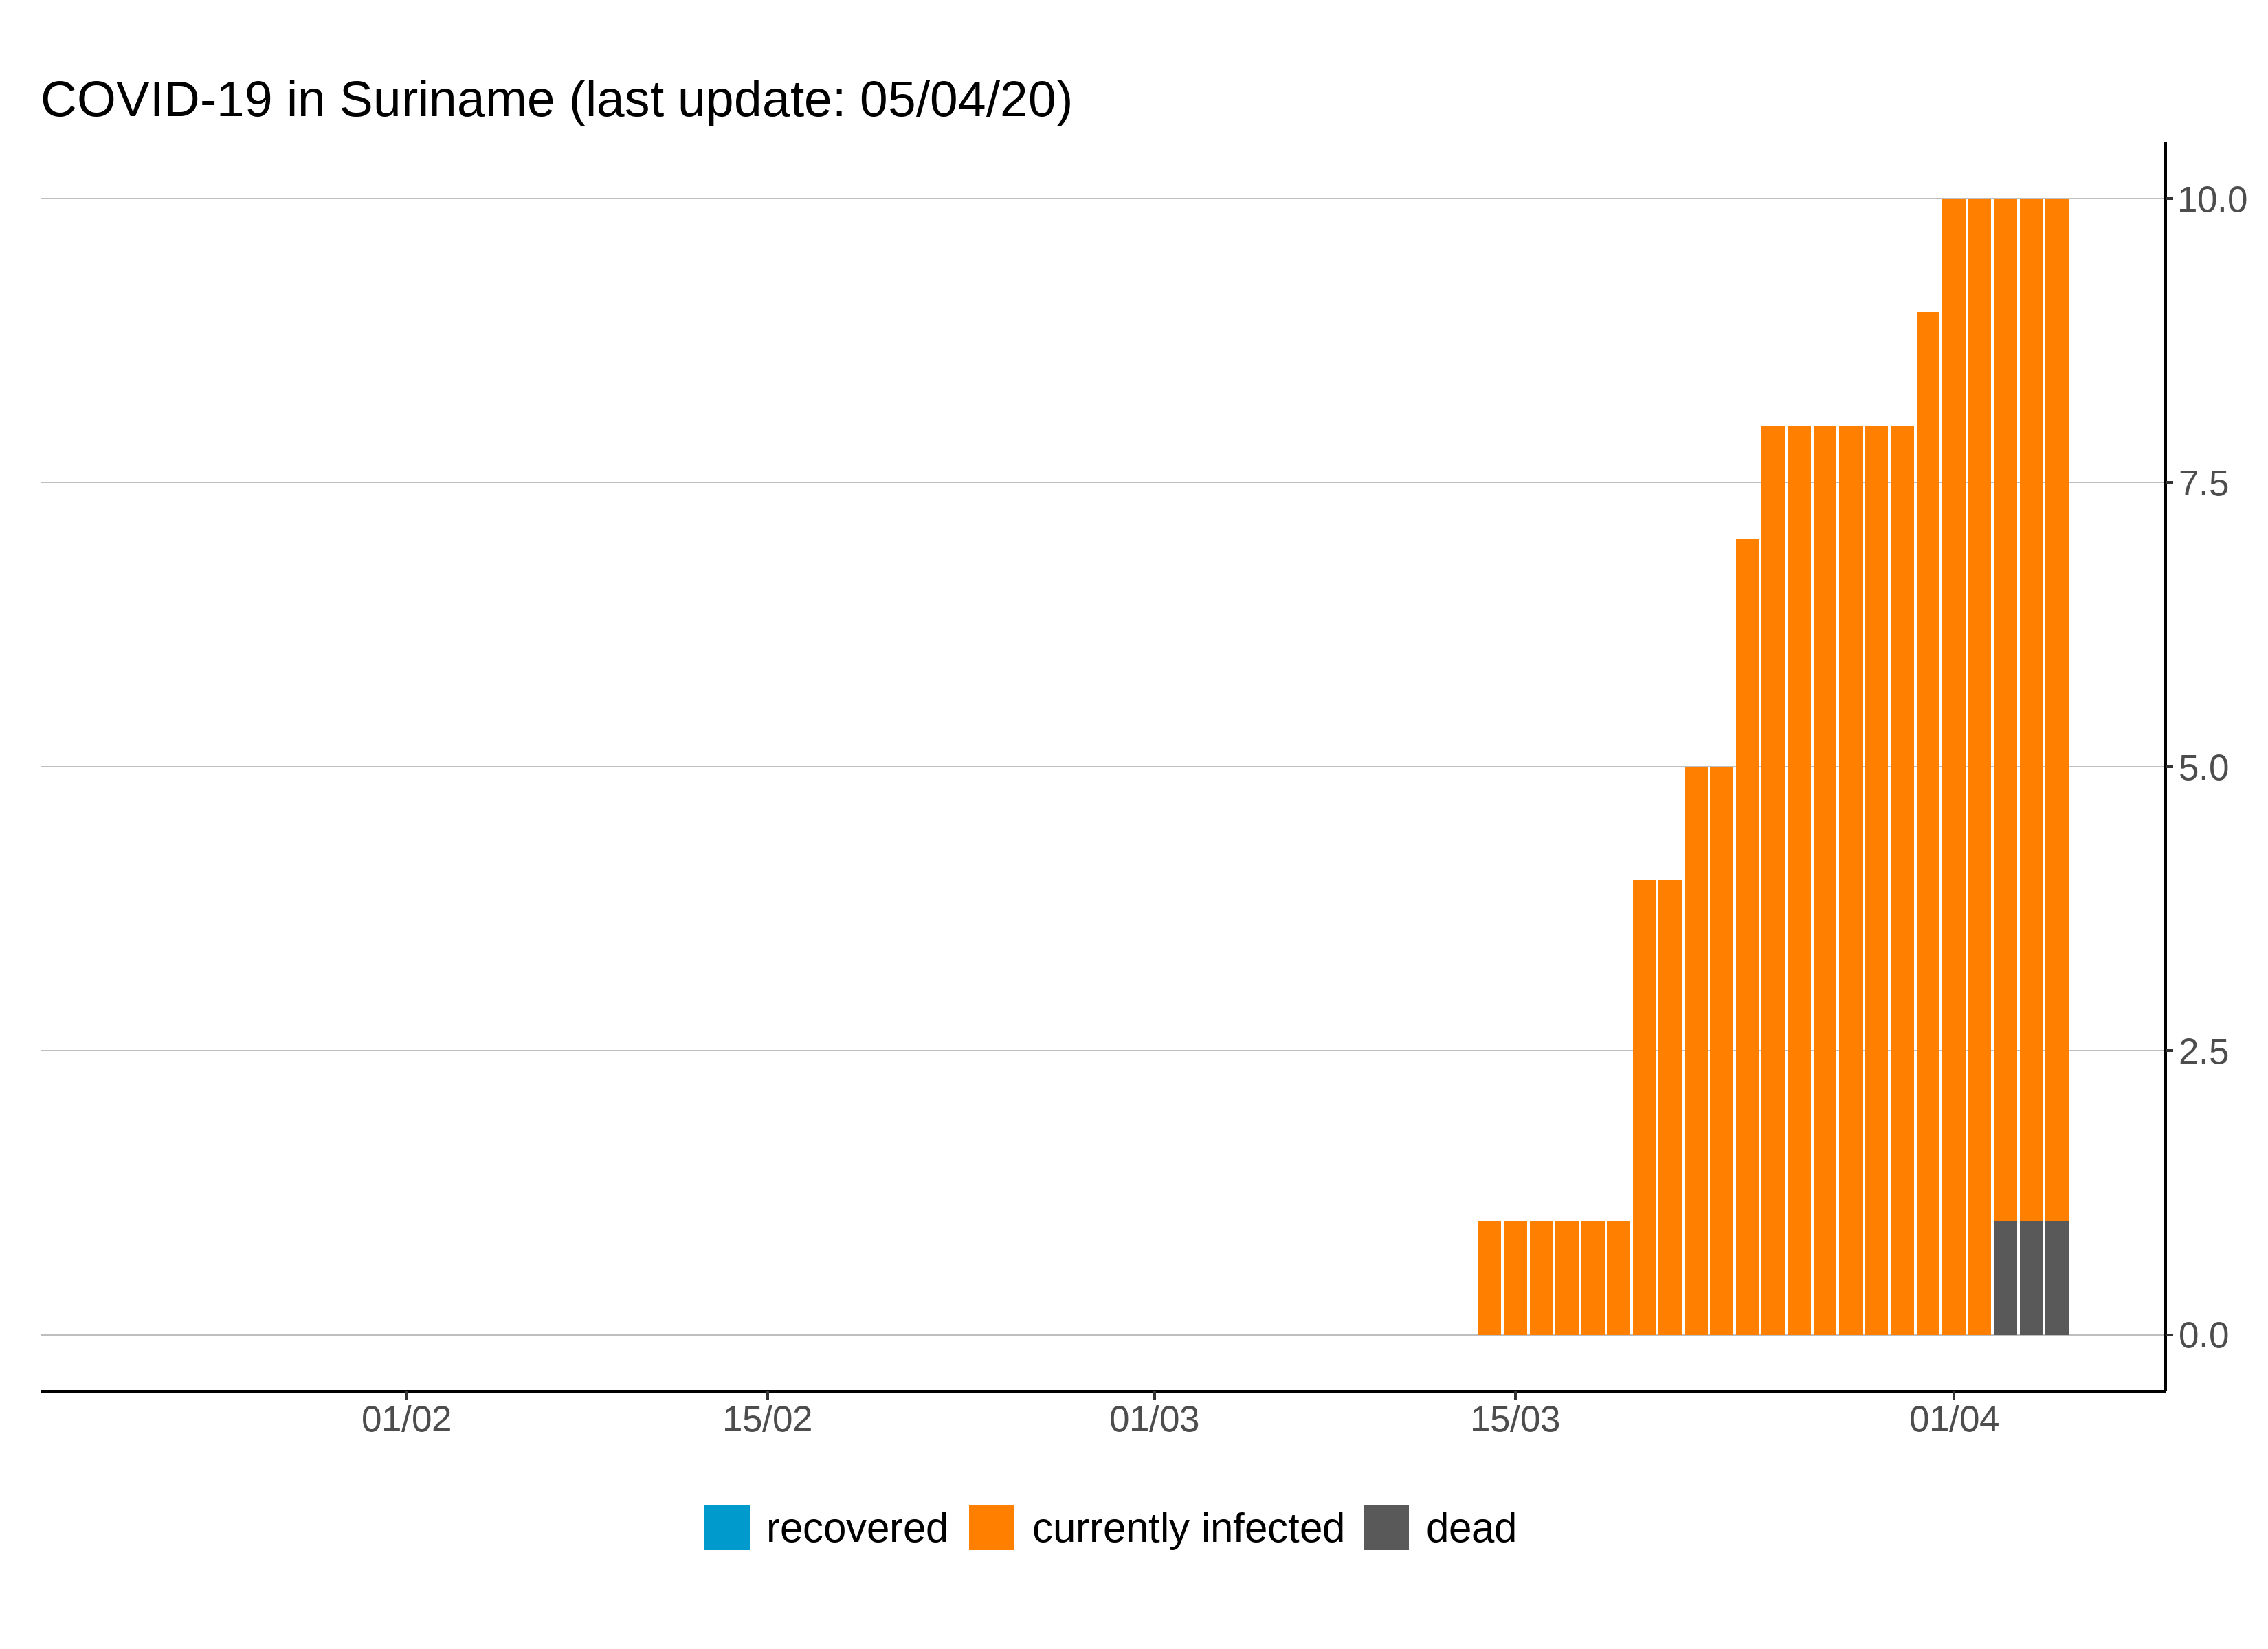 COVID-19 in Suriname (last update: 05/04/20)
10.0
7.5
5.0
2.5
0.0
01/02 15/02 01/03 15/03 01/04
recovered currently infected dead